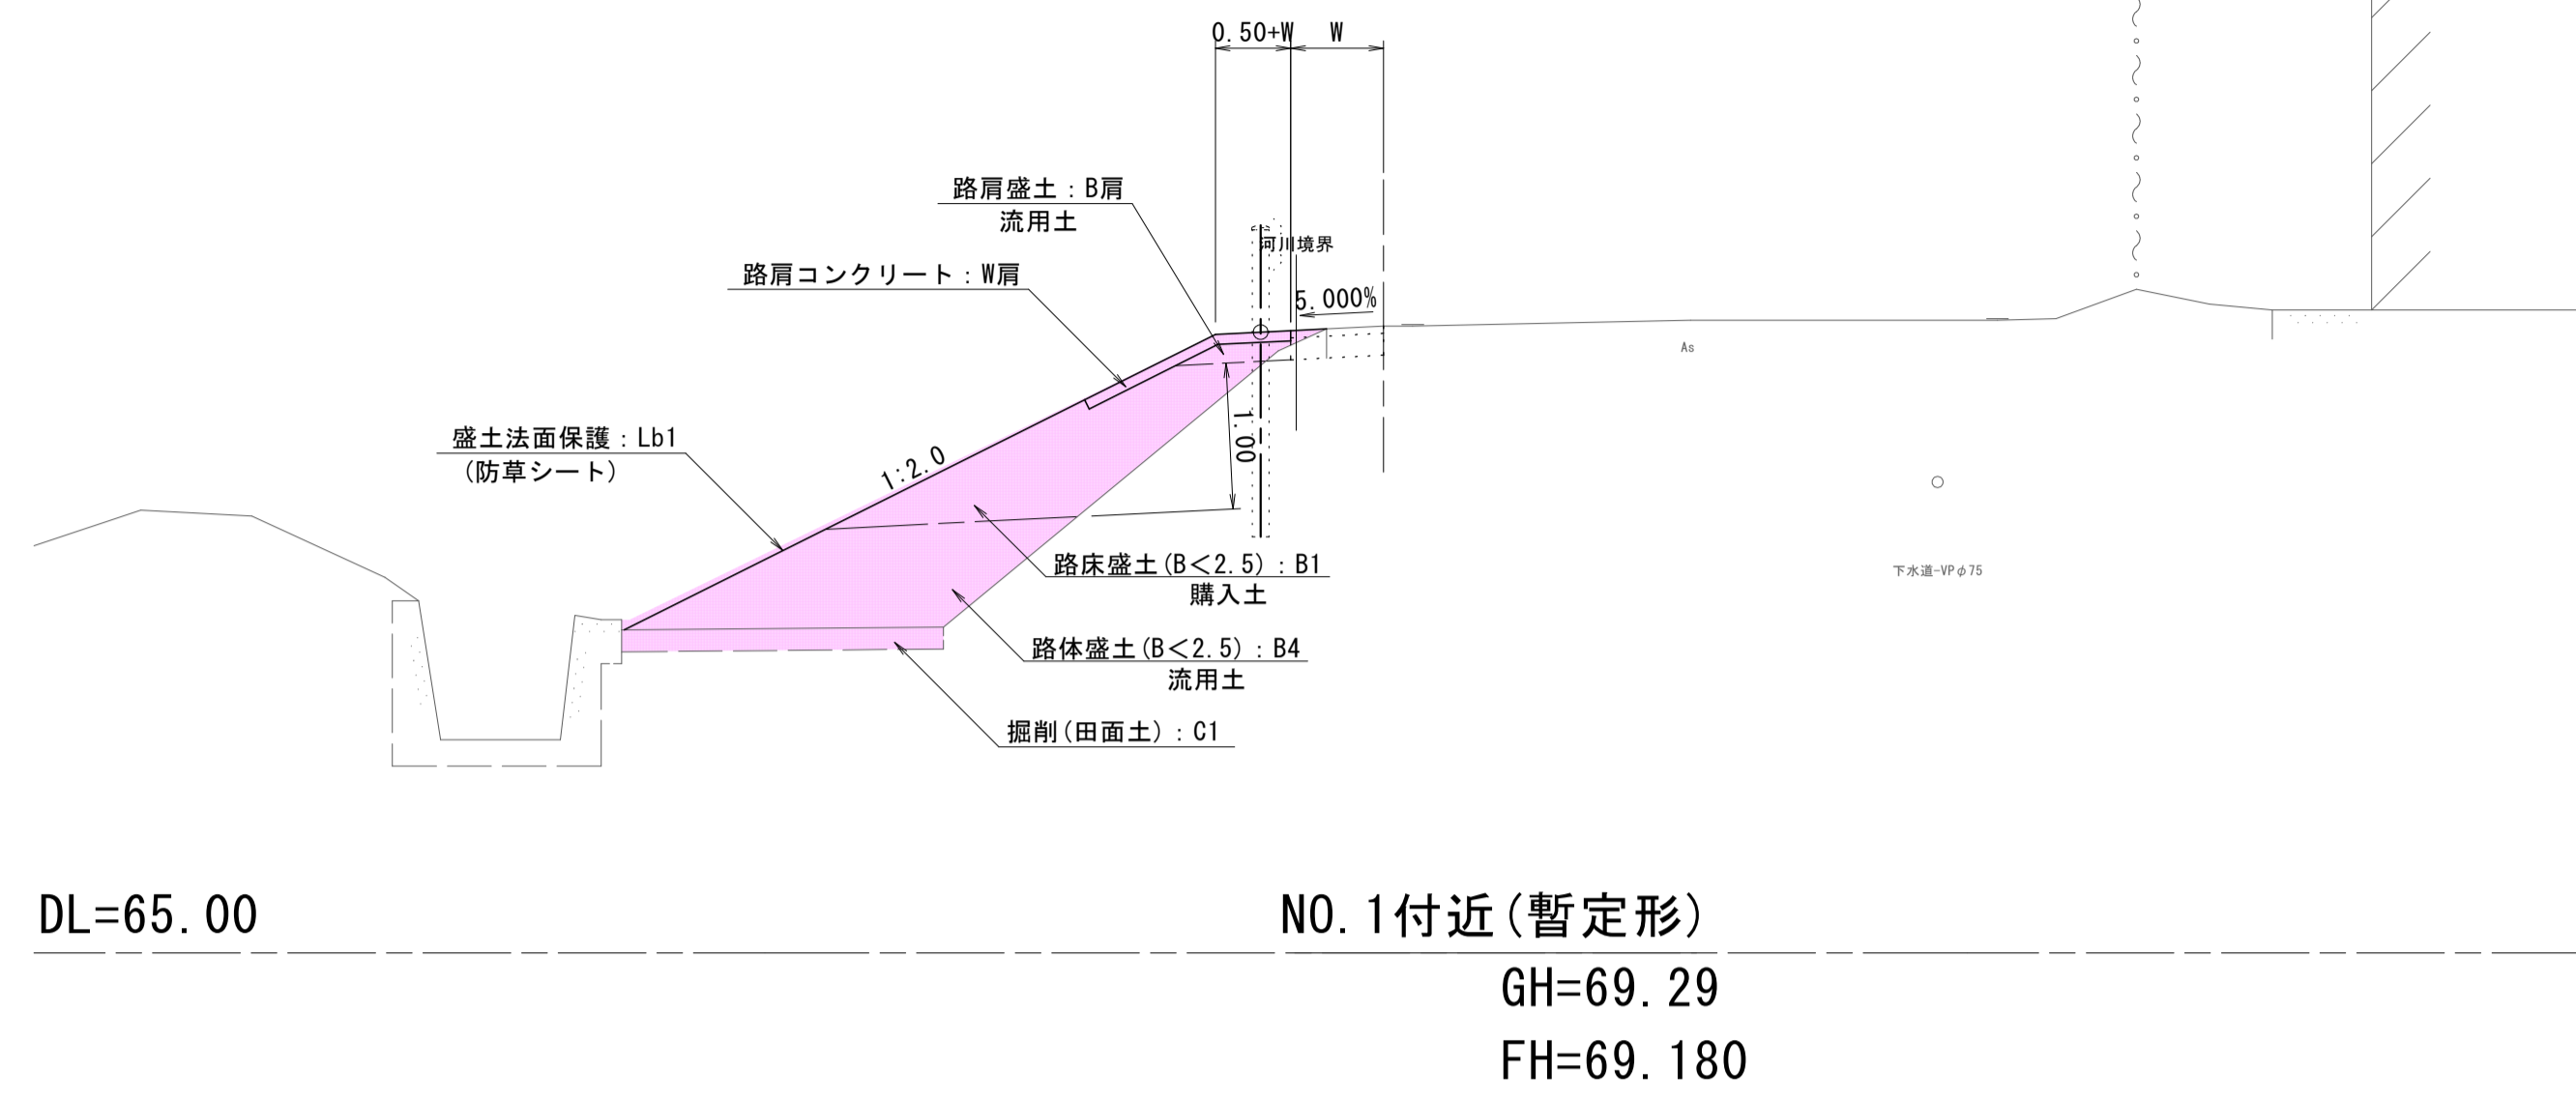 0.50+W
W
路肩盛土：B肩
流用土
河川境界
路肩コンクリート：W肩
5.000%
As
盛土法面保護：Lb1
(防草シート)
1:2.0
1.00
路床盛土(B＜2.5)：B1
購入土
下水道-VPφ75
路体盛土(B＜2.5)：B4
流用土
掘削(田面土)：C1
DL=65.00
NO.1付近(暫定形)
GH=69.29
FH=69.180